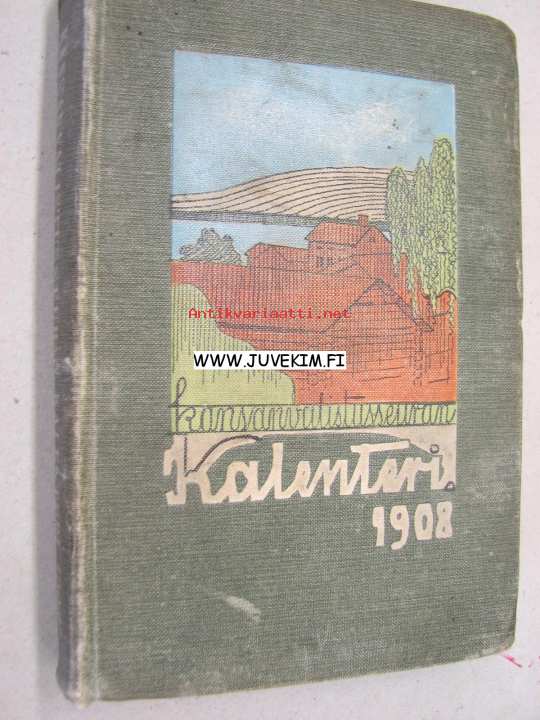 Antikvariaatti.net
WWW.JUVEKIM.FI
kansanvalistusseuran
Kalenteri.
1908